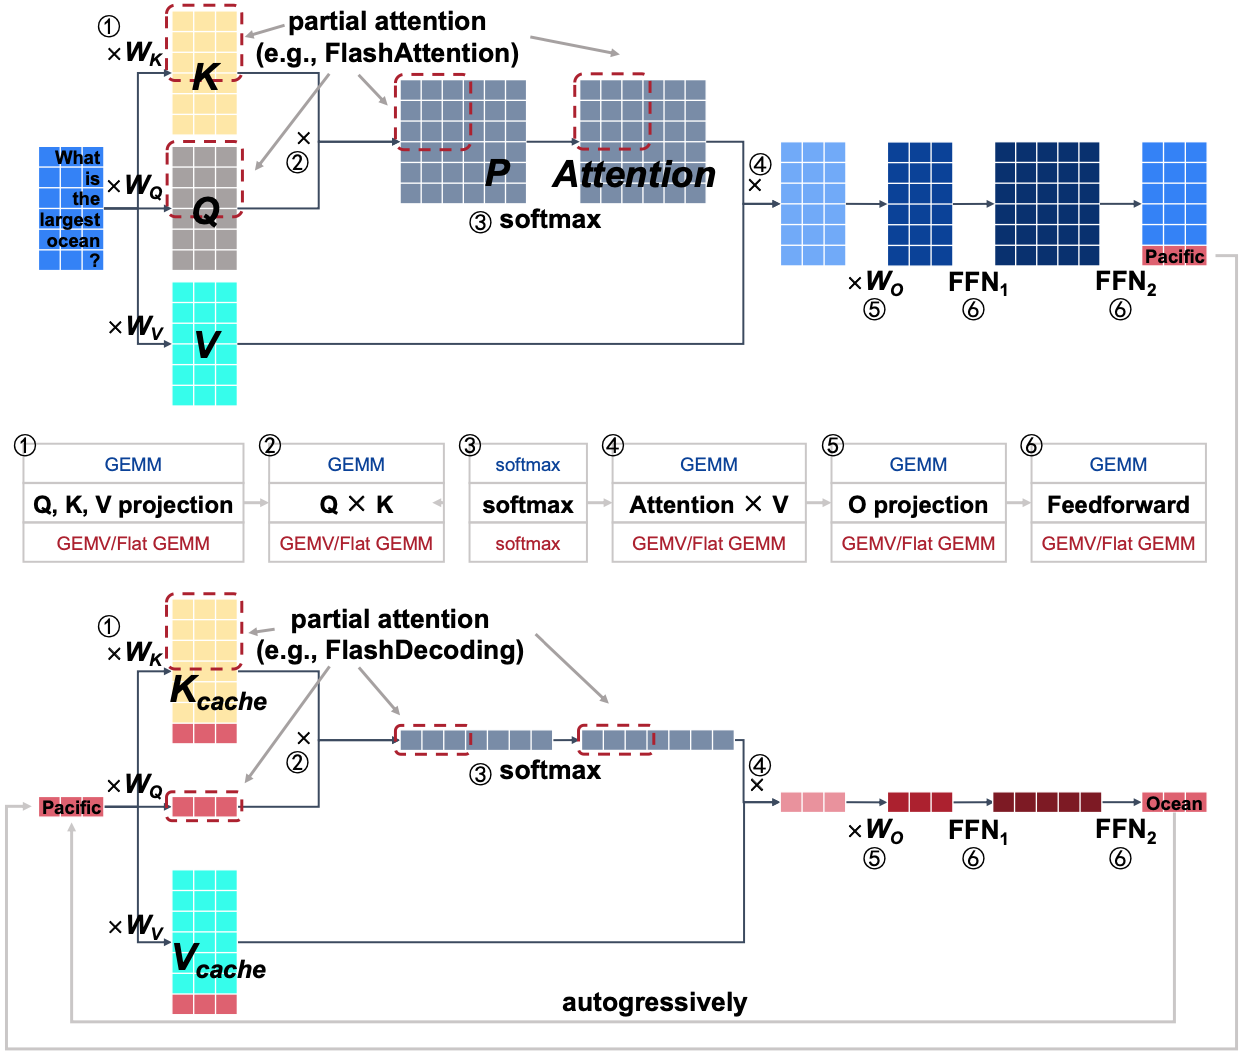 ①
partial attention
(e.g., FlashAttention)
×W_K
K
What
is
the
largest
ocean
?
×W_Q
Q
×
②
P
Attention
③ softmax
④
×
×W_V
V
Pacific
×W_O
⑤
FFN₁
⑥
FFN₂
⑥
①
GEMM
Q, K, V projection
GEMV/Flat GEMM
②
GEMM
Q × K
GEMV/Flat GEMM
③
softmax
softmax
softmax
④
GEMM
Attention × V
GEMV/Flat GEMM
⑤
GEMM
O projection
GEMV/Flat GEMM
⑥
GEMM
Feedforward
GEMV/Flat GEMM
①
partial attention
(e.g., FlashDecoding)
×W_K
K_cache
×
②
③ softmax
④
×
×W_Q
Pacific
Ocean
×W_O
⑤
FFN₁
⑥
FFN₂
⑥
×W_V
V_cache
autogressively